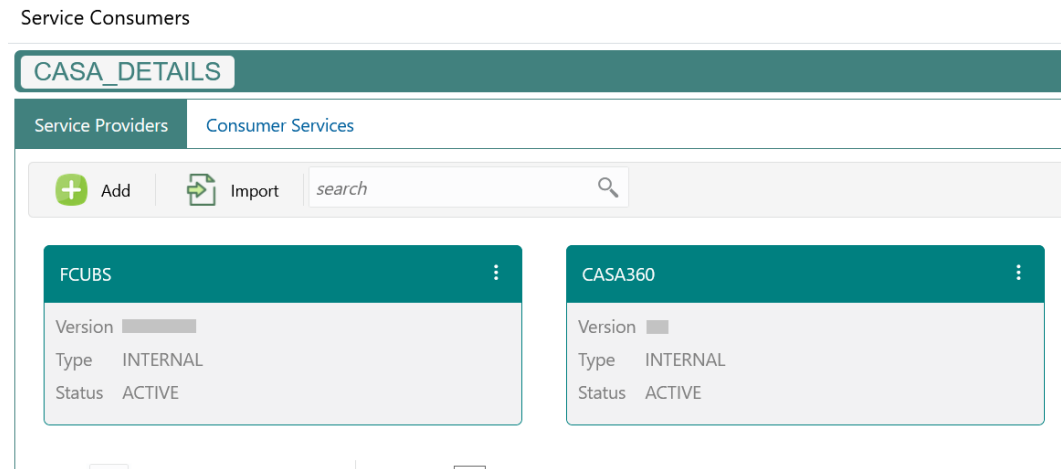 Service Consumers
CASA_DETAILS
Service Providers Consumer Services
Add Import search
FCUBS
Version
Type INTERNAL
Status ACTIVE
CASA360
Version
Type INTERNAL
Status ACTIVE